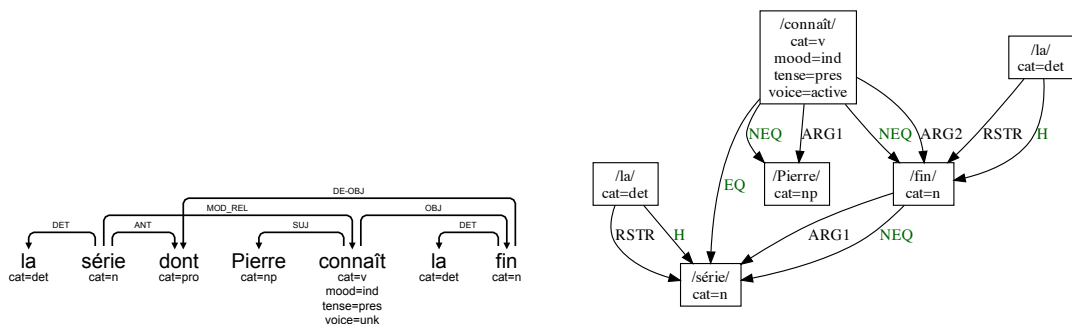 DE-OBJ
MOD_REL OBJ
DET ANT SUJ DET
la série dont Pierre connaît la fin
cat=det cat=n cat=pro cat=np cat=v cat=det cat=n
mood=ind
tense=pres
voice=unk
/connaît/
cat=v
mood=ind
tense=pres
voice=active
/la/
cat=det
NEQ ARG1 NEQ ARG2 RSTR H
/la/
cat=det
EQ
/Pierre/
cat=np
/fin/
cat=n
RSTR H ARG1 NEQ
/série/
cat=n